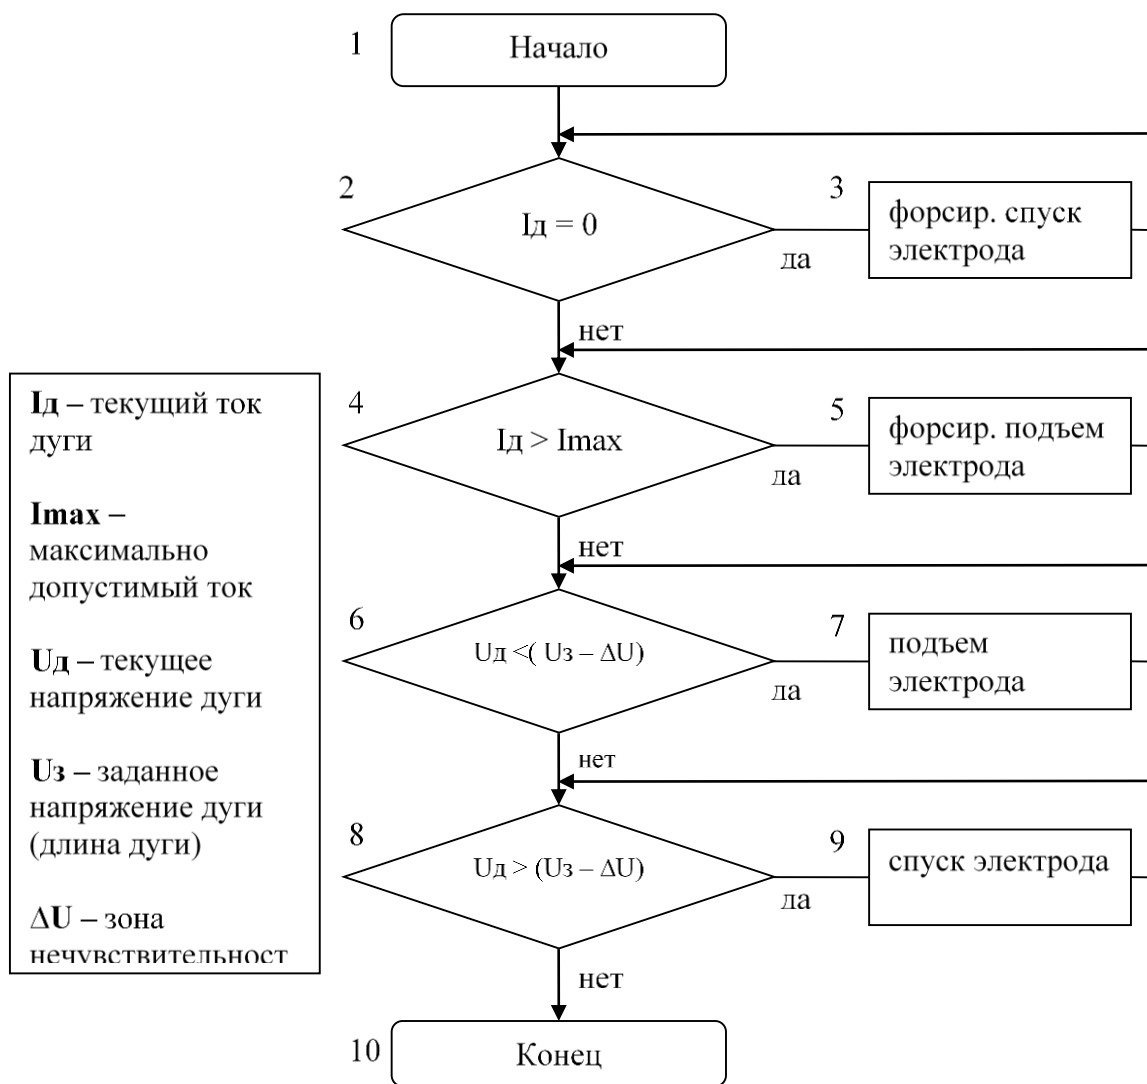 1
Начало
2
Iд = 0
да
3
форсир. спуск
электрода
нет
4
Iд > Imax
да
5
форсир. подъем
электрода
нет
6
Uд <( Uз – ΔU)
да
7
подъем
электрода
нет
8
Uд > (Uз – ΔU)
да
9
спуск электрода
нет
10
Конец
Iд – текущий ток
дуги
Imax –
максимально
допустимый ток
Uд – текущее
напряжение дуги
Uз – заданное
напряжение дуги
(длина дуги)
ΔU – зона
нечувствительност